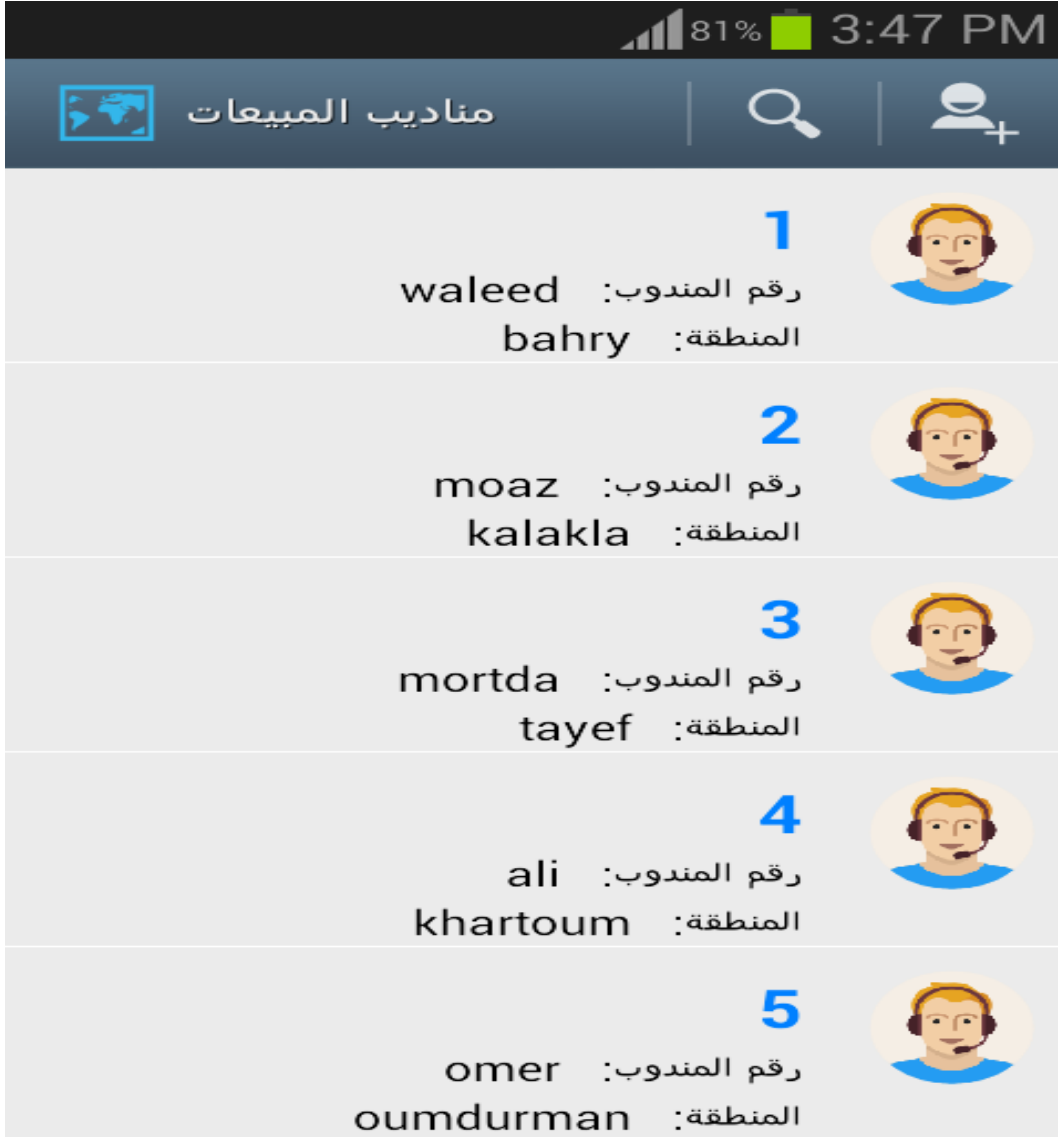 81% 3:47 PM
مناديب المبيعات
1
رقم المندوب: waleed
المنطقة: bahry
2
رقم المندوب: moaz
المنطقة: kalakla
3
رقم المندوب: mortda
المنطقة: tayef
4
رقم المندوب: ali
المنطقة: khartoum
5
رقم المندوب: omer
المنطقة: oumdurman